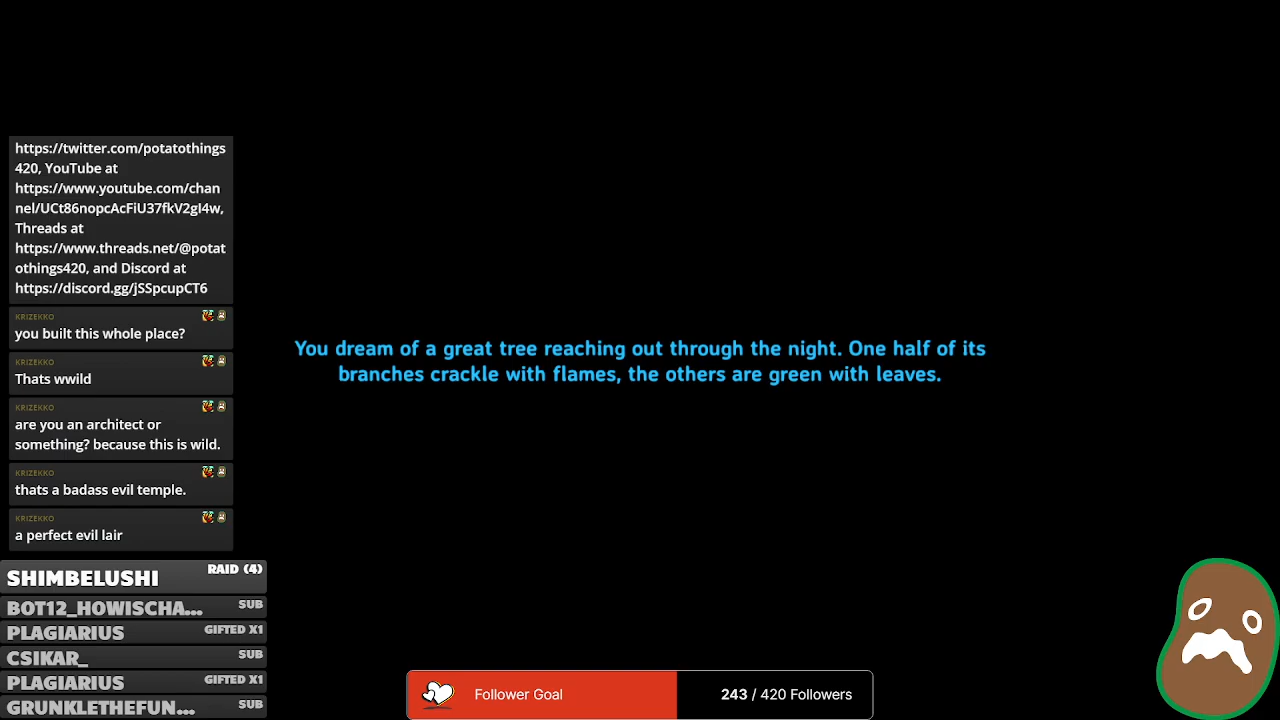 https://twitter.com/potatothings
420, YouTube at
https://www.youtube.com/chan
nel/UCt86nopcAcFiU37fkV2gI4w,
Threads at
https://www.threads.net/@potat
othings420, and Discord at
https://discord.gg/jSSpcupCT6
KRIZEKKO
you built this whole place?
KRIZEKKO
Thats wwild
KRIZEKKO
are you an architect or
something? because this is wild.
KRIZEKKO
thats a badass evil temple.
KRIZEKKO
a perfect evil lair
SHIMBELUSHI RAID (4)
BOT12_HOWISCHA... SUB
PLAGIARIUS GIFTED X1
CSIKAR_ SUB
PLAGIARIUS GIFTED X1
GRUNKLETHEFUN... SUB
You dream of a great tree reaching out through the night. One half of its
branches crackle with flames, the others are green with leaves.
Follower Goal 243 / 420 Followers